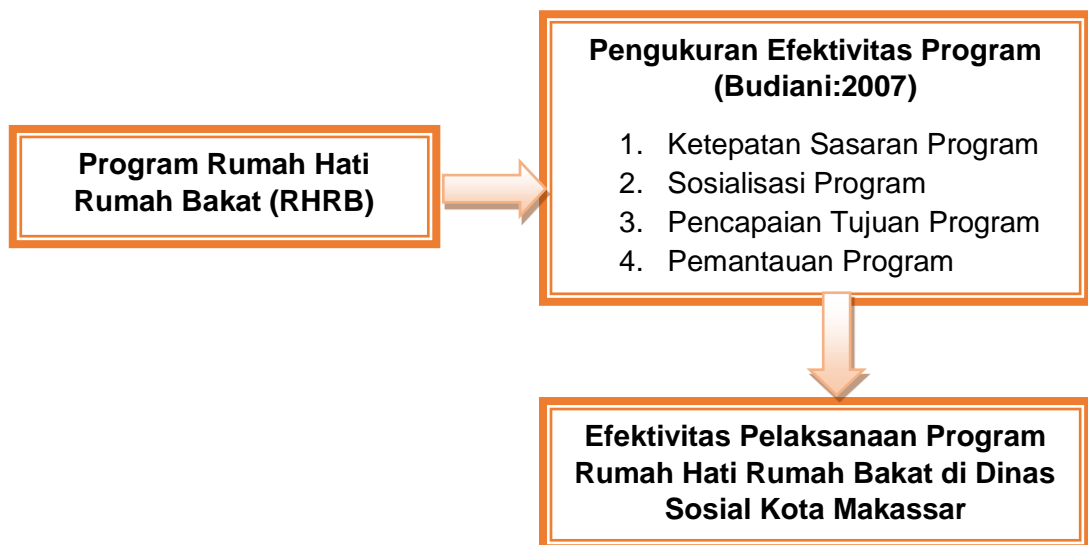 Program Rumah Hati
Rumah Bakat (RHRB)
Pengukuran Efektivitas Program
(Budiani:2007)
1. Ketepatan Sasaran Program
2. Sosialisasi Program
3. Pencapaian Tujuan Program
4. Pemantauan Program
Efektivitas Pelaksanaan Program
Rumah Hati Rumah Bakat di Dinas
Sosial Kota Makassar